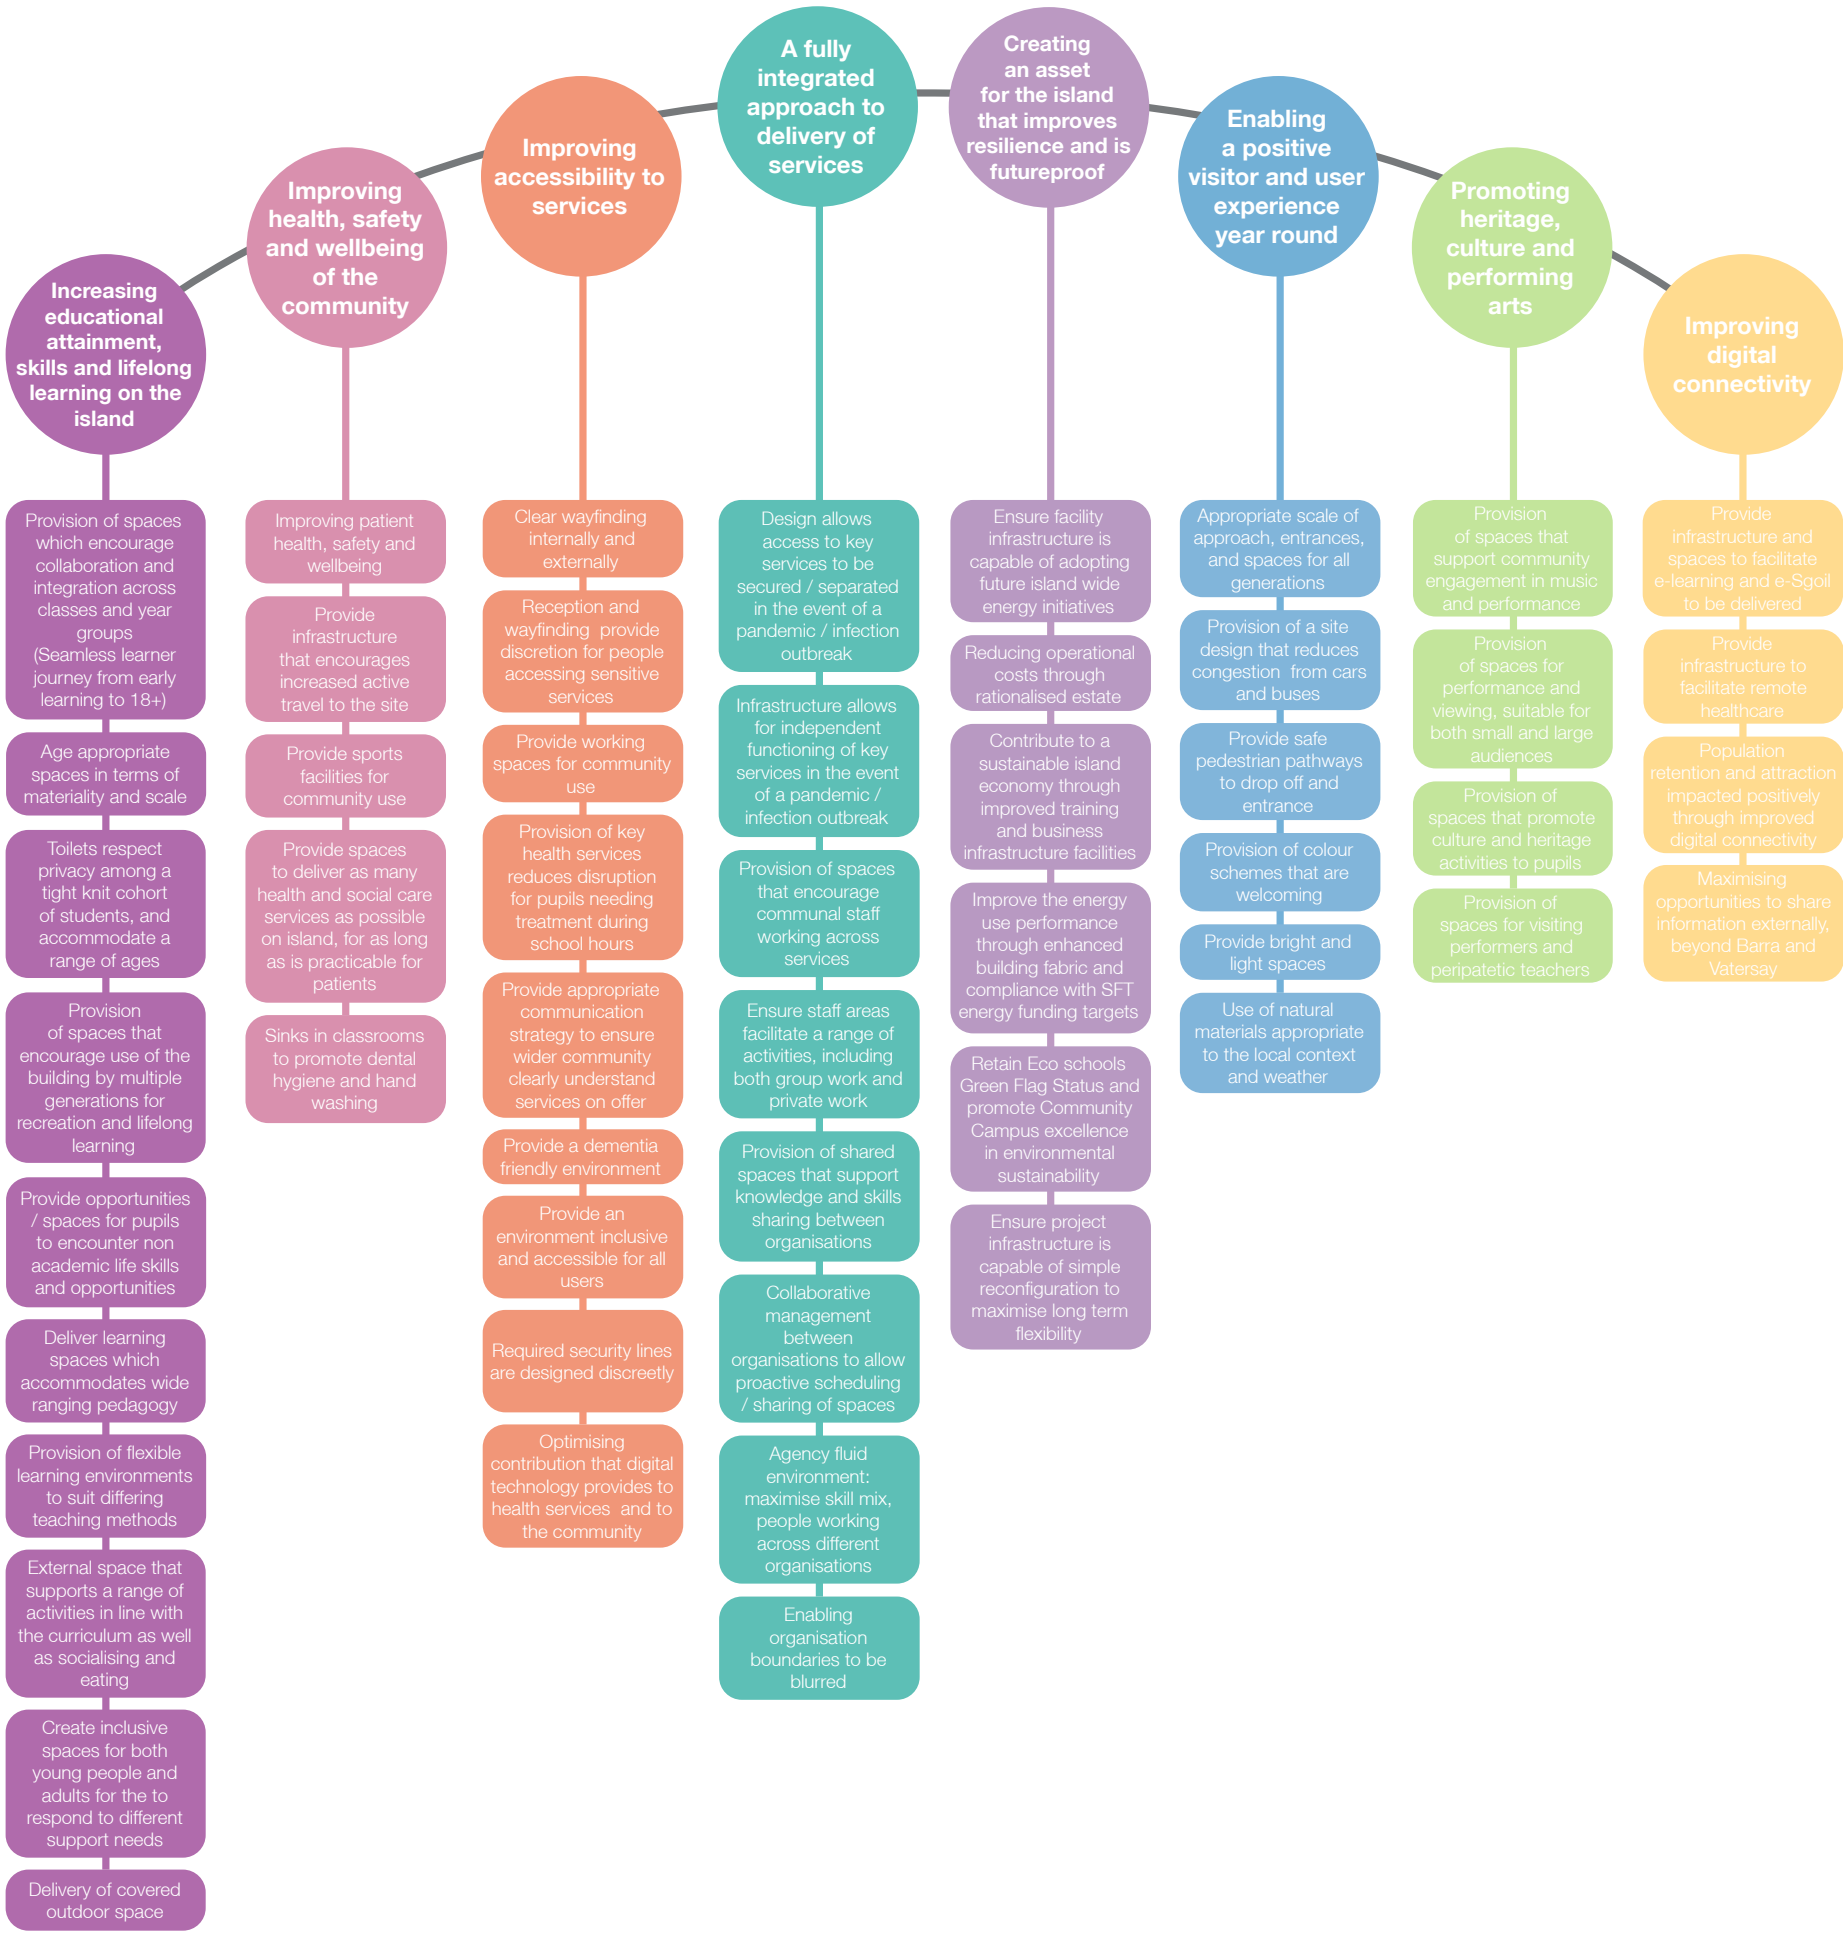 Increasing
educational
attainment,
skills and lifelong
learning on the
island
Provision of spaces
which encourage
collaboration and
integration across
classes and year
groups
(Seamless learner
journey from early
learning to 18+)
Age appropriate
spaces in terms of
materiality and scale
Toilets respect
privacy among a
tight knit cohort
of students, and
accommodate a
range of ages
Provision
of spaces that
encourage use of the
building by multiple
generations for
recreation and lifelong
learning
Provide opportunities
/ spaces for pupils
to encounter non
academic life skills
and opportunities
Deliver learning
spaces which
accommodates wide
ranging pedagogy
Provision of flexible
learning environments
to suit differing
teaching methods
External space that
supports a range of
activities in line with
the curriculum as well
as socialising and
eating
Create inclusive
spaces for both
young people and
adults for the to
respond to different
support needs
Delivery of covered
outdoor space
Improving
health, safety
and wellbeing
of the
community
Improving patient
health, safety and
wellbeing
Provide
infrastructure
that encourages
increased active
travel to the site
Provide sports
facilities for
community use
Provide spaces
to deliver as many
health and social care
services as possible
on island, for as long
as is practicable for
patients
Sinks in classrooms
to promote dental
hygiene and hand
washing
Improving
accessibility to
services
Clear wayfinding
internally and
externally
Reception and
wayfinding provide
discretion for people
accessing sensitive
services
Provide working
spaces for community
use
Provision of key
health services
reduces disruption
for pupils needing
treatment during
school hours
Provide appropriate
communication
strategy to ensure
wider community
clearly understand
services on offer
Provide a dementia
friendly environment
Provide an
environment inclusive
and accessible for all
users
Required security lines
are designed discreetly
Optimising
contribution that digital
technology provides to
health services and to
the community
A fully
integrated
approach to
delivery of
services
Design allows
access to key
services to be
secured / separated
in the event of a
pandemic / infection
outbreak
Infrastructure allows
for independent
functioning of key
services in the event
of a pandemic /
infection outbreak
Provision of spaces
that encourage
communal staff
working across
services
Ensure staff areas
facilitate a range of
activities, including
both group work and
private work
Provision of shared
spaces that support
knowledge and skills
sharing between
organisations
Collaborative
management
between
organisations to allow
proactive scheduling
/ sharing of spaces
Agency fluid
environment:
maximise skill mix,
people working
across different
organisations
Enabling
organisation
boundaries to be
blurred
Creating
an asset
for the island
that improves
resilience and is
futureproof
Ensure facility
infrastructure is
capable of adopting
future island wide
energy initiatives
Reducing operational
costs through
rationalised estate
Contribute to a
sustainable island
economy through
improved training
and business
infrastructure facilities
Improve the energy
use performance
through enhanced
building fabric and
compliance with SFT
energy funding targets
Retain Eco schools
Green Flag Status and
promote Community
Campus excellence
in environmental
sustainability
Ensure project
infrastructure is
capable of simple
reconfiguration to
maximise long term
flexibility
Enabling
a positive
visitor and user
experience
year round
Appropriate scale of
approach, entrances,
and spaces for all
generations
Provision of a site
design that reduces
congestion from cars
and buses
Provide safe
pedestrian pathways
to drop off and
entrance
Provision of colour
schemes that are
welcoming
Provide bright and
light spaces
Use of natural
materials appropriate
to the local context
and weather
Promoting
heritage,
culture and
performing
arts
Provision
of spaces that
support community
engagement in music
and performance
Provision
of spaces for
performance and
viewing, suitable for
both small and large
audiences
Provision of
spaces that promote
culture and heritage
activities to pupils
Provision of
spaces for visiting
performers and
peripatetic teachers
Improving
digital
connectivity
Provide
infrastructure and
spaces to facilitate
e-learning and e-Sgoil
to be delivered
Provide
infrastructure to
facilitate remote
healthcare
Population
retention and attraction
impacted positively
through improved
digital connectivity
Maximising
opportunities to share
information externally,
beyond Barra and
Vatersay